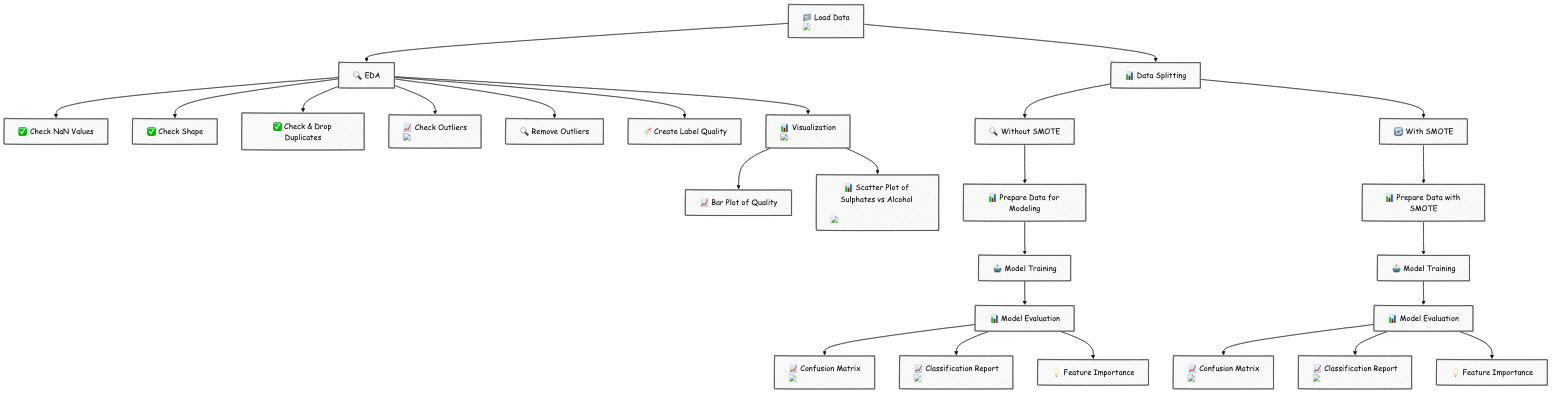 Load Data
EDA
Data Splitting
Check NaN Values
Check Shape
Check & Drop
Duplicates
Check Outliers
Remove Outliers
Create Label Quality
Visualization
Without SMOTE
With SMOTE
Bar Plot of Quality
Scatter Plot of
Sulphates vs Alcohol
Prepare Data for
Modeling
Prepare Data with
SMOTE
Model Training
Model Training
Model Evaluation
Model Evaluation
Confusion Matrix
Classification Report
Feature Importance
Confusion Matrix
Classification Report
Feature Importance